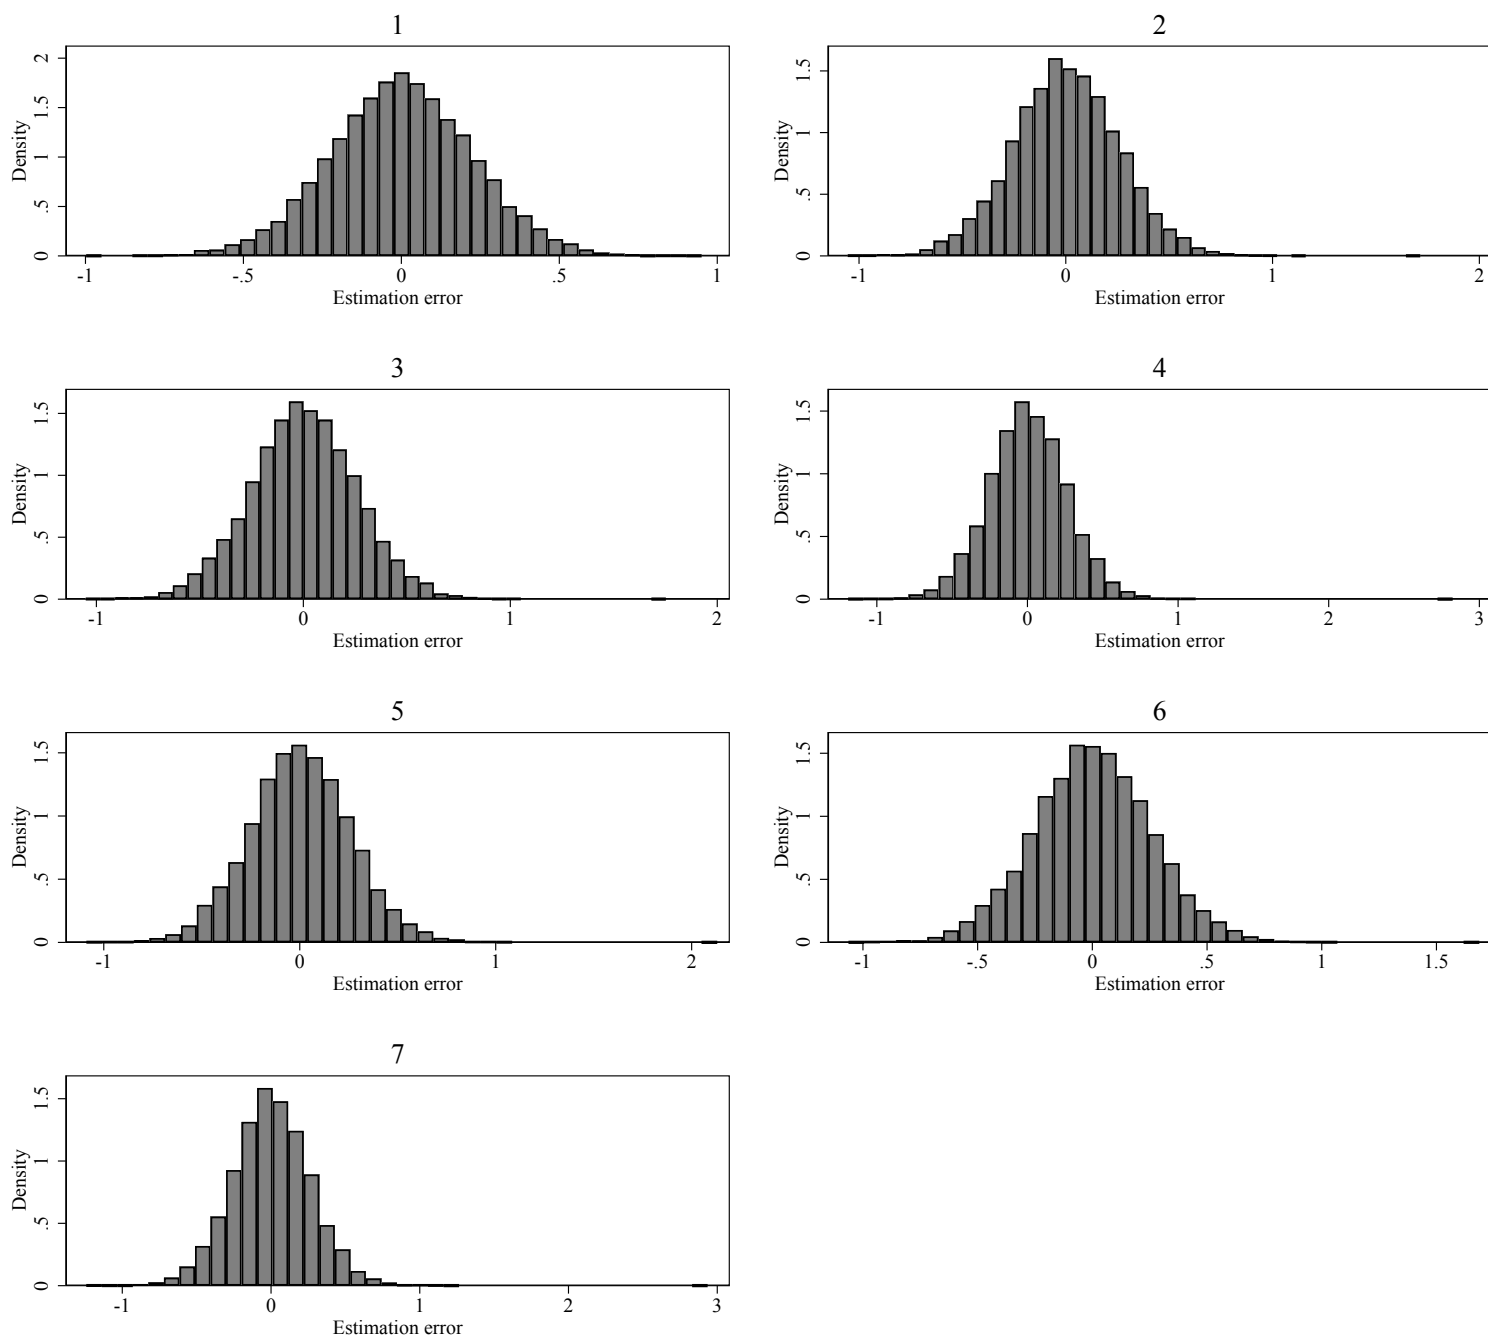 1
Density
0 .5 1 1.5 2
-1 -.5 0 .5 1
Estimation error
2
Density
0 .5 1 1.5
-1 0 1 2
Estimation error
3
Density
0 .5 1 1.5
-1 0 1 2
Estimation error
4
Density
0 .5 1 1.5
-1 0 1 2 3
Estimation error
5
Density
0 .5 1 1.5
-1 0 1 2
Estimation error
6
Density
0 .5 1 1.5
-1 -.5 0 .5 1 1.5
Estimation error
7
Density
0 .5 1 1.5
-1 0 1 2 3
Estimation error